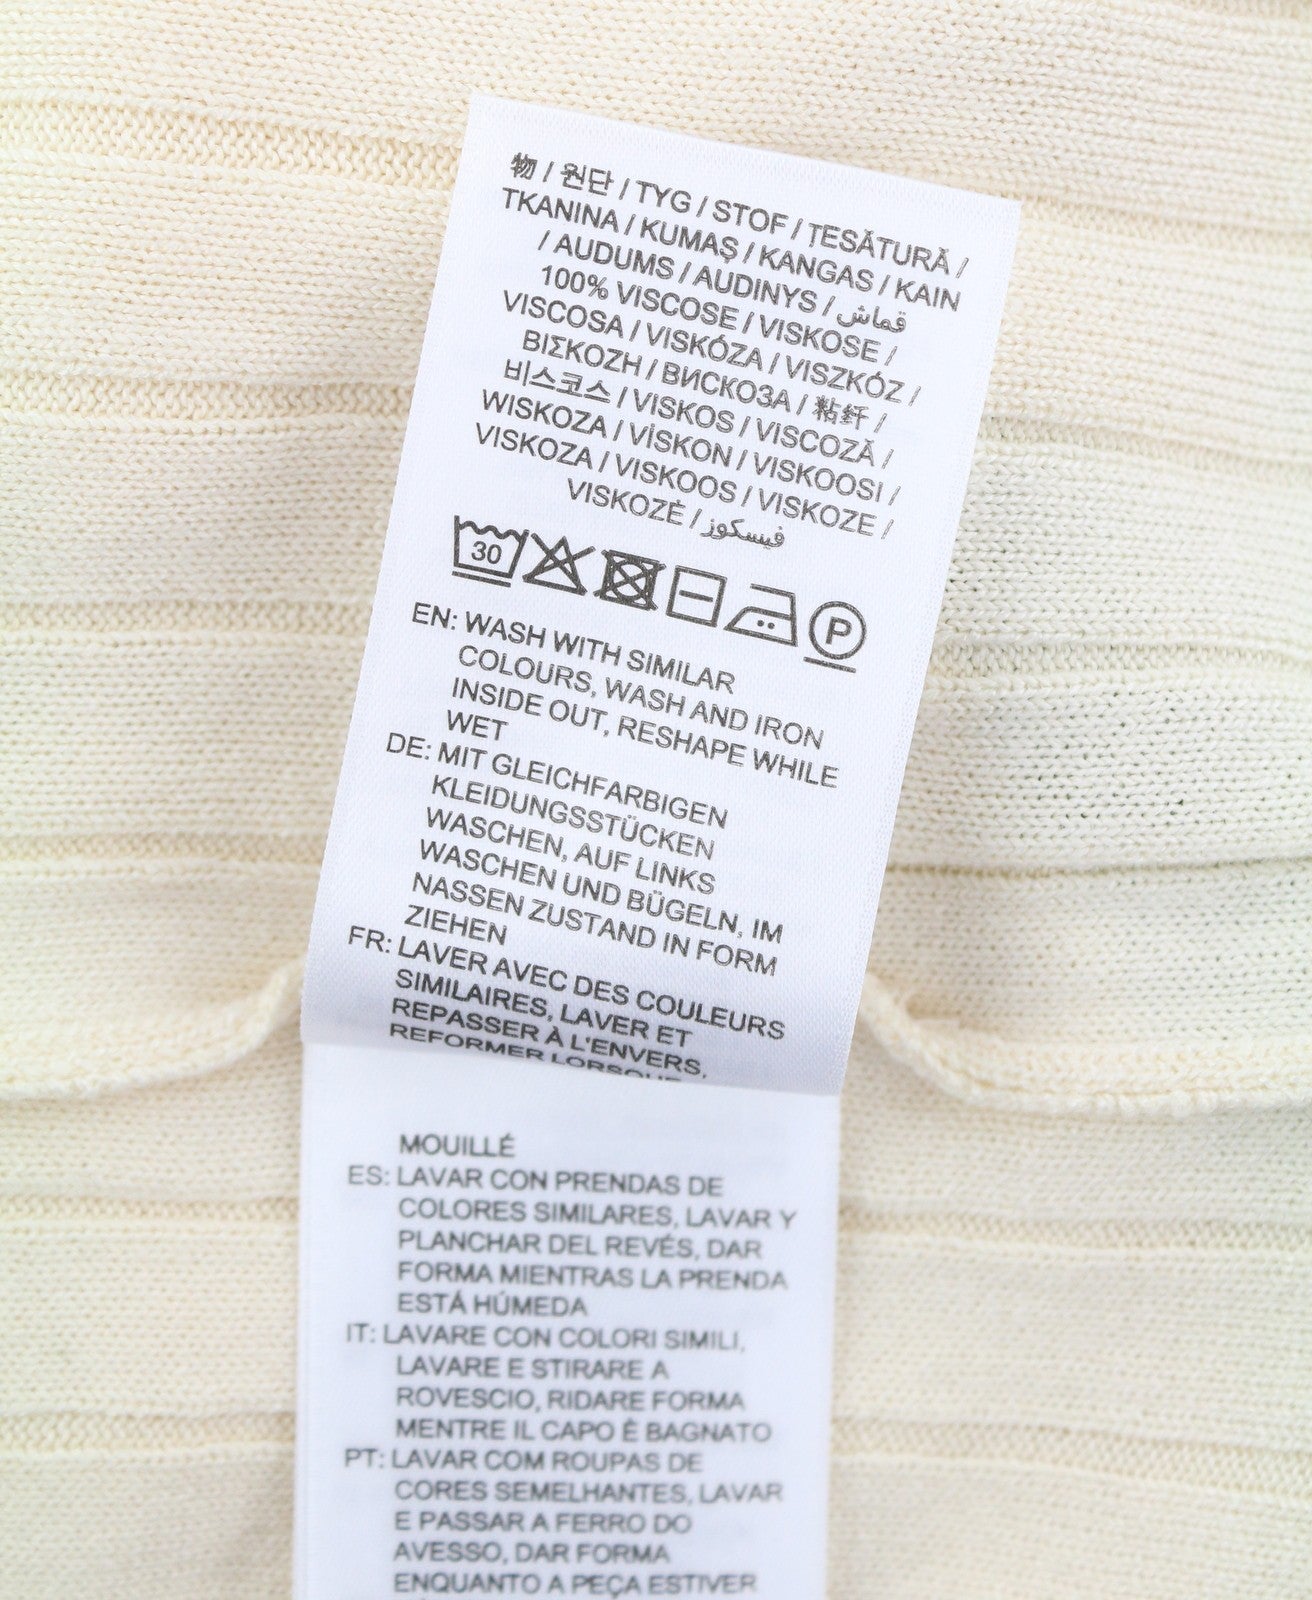 物 / 원단 / TYG / STOF / TESĂTURĂ /
TKANINA / KUMAŞ / KANGAS / KAIN
/ AUDUMS / AUDINYS / قماش
100% VISCOSE / VISKOSE /
VISCOSA / VISKÓZA / VISZKÓZ /
ΒΙΣΚΟΖΗ / ВИСКОЗА / 粘纤 /
비스코스 / VISKOS / VISCOZĂ /
WISKOZA / VİSKON / VISKOOSI /
VISKOZA / VISKOOS / VISKOZE /
VISKOZĖ / فيسكوز
30
P
EN: WASH WITH SIMILAR
COLOURS, WASH AND IRON
INSIDE OUT, RESHAPE WHILE
WET
DE: MIT GLEICHFARBIGEN
KLEIDUNGSSTÜCKEN
WASCHEN, AUF LINKS
WASCHEN UND BÜGELN, IM
NASSEN ZUSTAND IN FORM
ZIEHEN
FR: LAVER AVEC DES COULEURS
SIMILAIRES, LAVER ET
REPASSER À L'ENVERS,
REFORMER LORSQUE
MOUILLÉ
ES: LAVAR CON PRENDAS DE
COLORES SIMILARES, LAVAR Y
PLANCHAR DEL REVÉS, DAR
FORMA MIENTRAS LA PRENDA
ESTÁ HÚMEDA
IT: LAVARE CON COLORI SIMILI,
LAVARE E STIRARE A
ROVESCIO, RIDARE FORMA
MENTRE IL CAPO È BAGNATO
PT: LAVAR COM ROUPAS DE
CORES SEMELHANTES, LAVAR
E PASSAR A FERRO DO
AVESSO, DAR FORMA
ENQUANTO A PEÇA ESTIVER